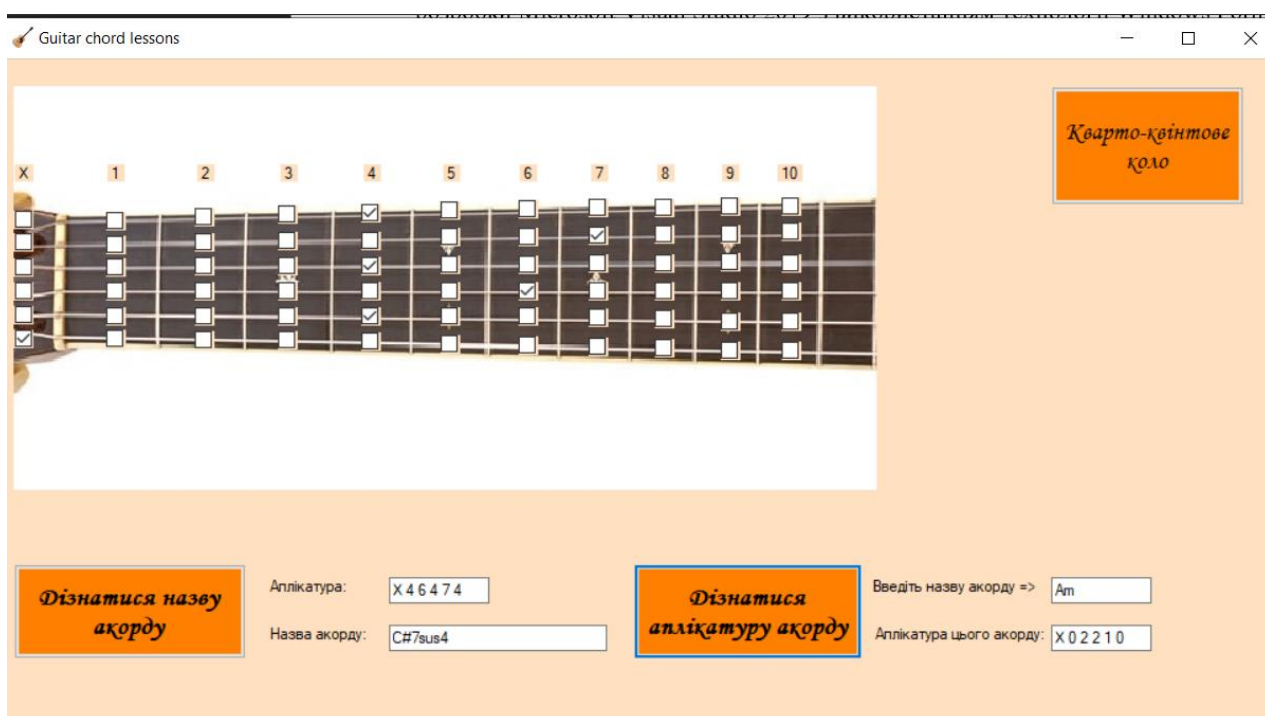 Guitar chord lessons
Кварто-квінтове
коло
X 1 2 3 4 5 6 7 8 9 10
Дізнатися назву
акорду
Аплікатура:
X 4 6 4 7 4
Назва акорду:
C#7sus4
Дізнатися
аплікатуру акорду
Введіть назву акорду =>
Am
Аплікатура цього акорду:
X 0 2 2 1 0